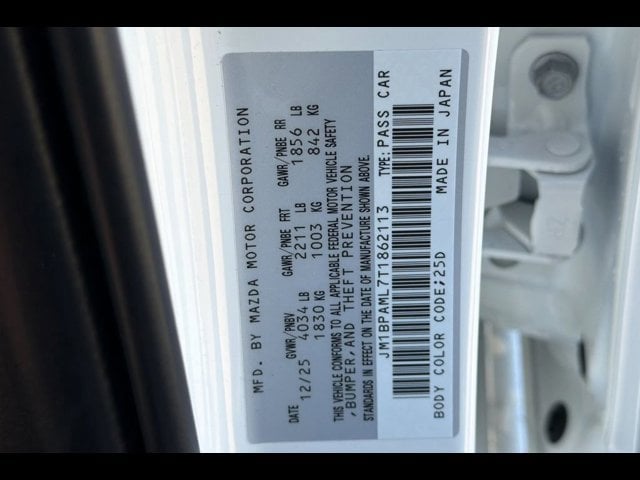 MFD. BY MAZDA MOTOR CORPORATION
DATE GVWR/PNBV GAWR/PNBE FRT GAWR/PNBE RR
12/25 4034 LB 2211 LB 1856 LB
1830 KG 1003 KG 842 KG
THIS VEHICLE CONFORMS TO ALL APPLICABLE FEDERAL MOTOR VEHICLE SAFETY
,BUMPER,AND THEFT PREVENTION
STANDARDS IN EFFECT ON THE DATE OF MANUFACTURE SHOWN ABOVE.
JM1BPAML7T1862113 TYPE: PASS CAR
BODY COLOR CODE;25D MADE IN JAPAN